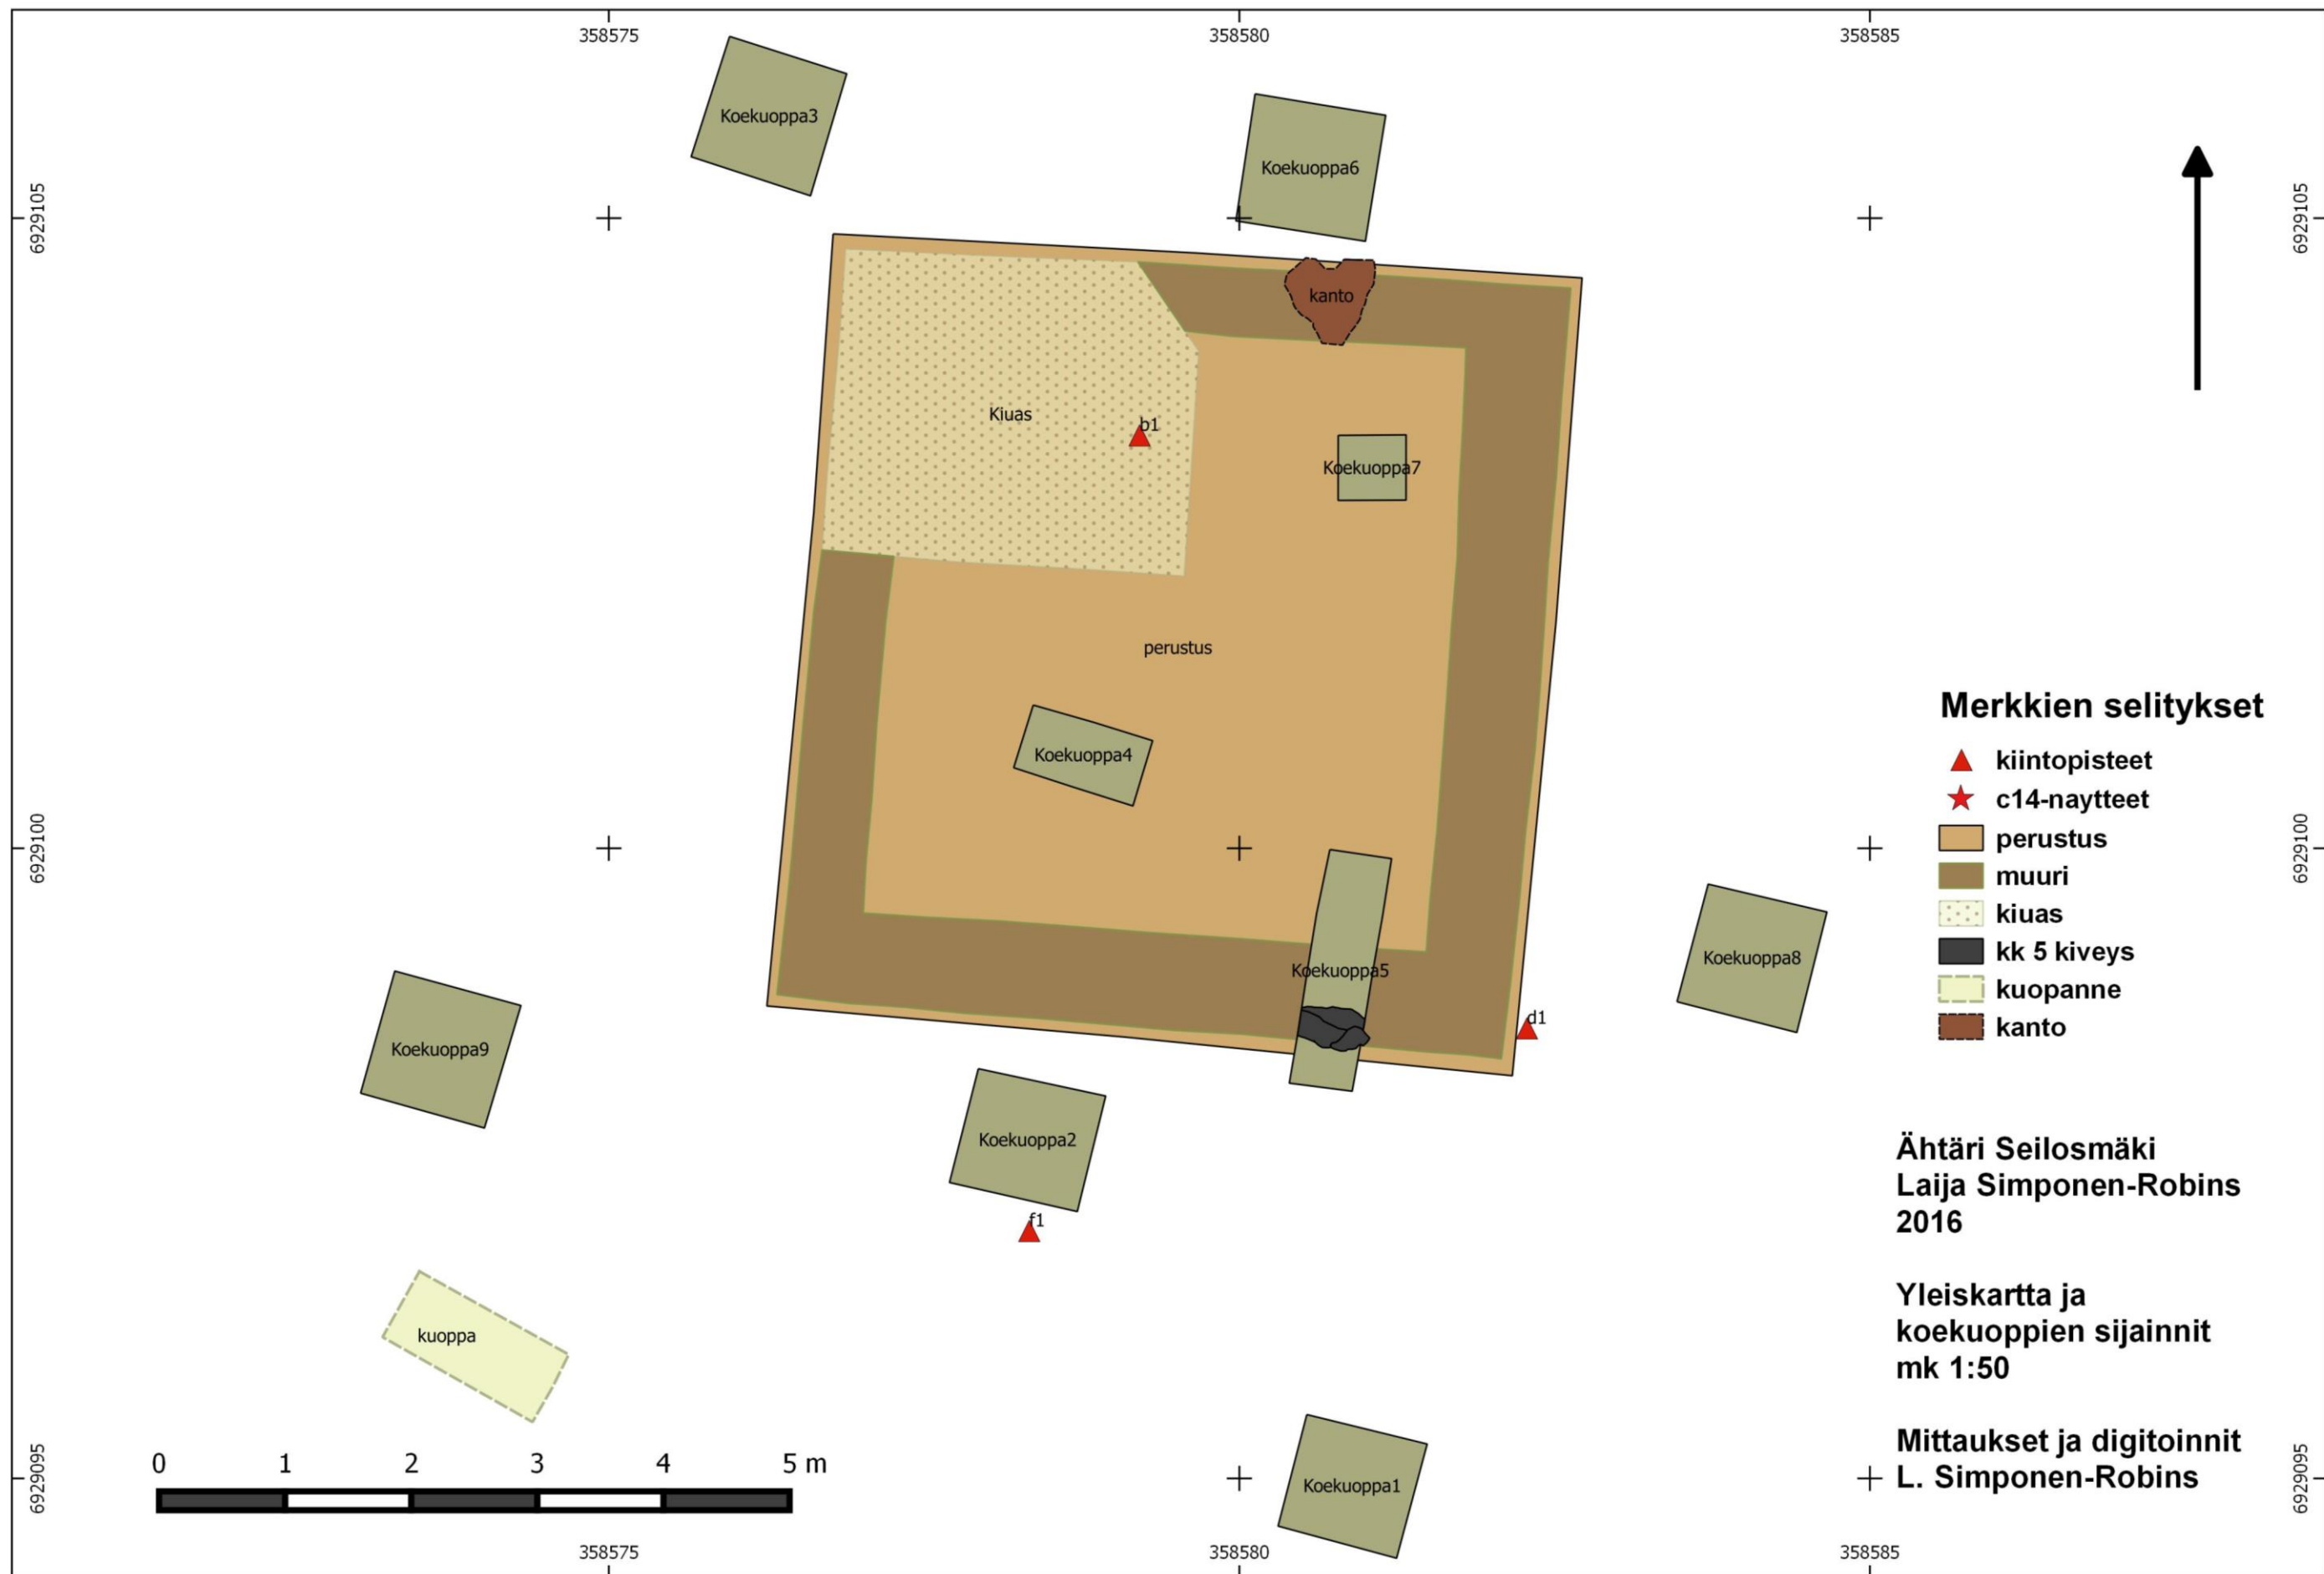 358575
358580
358585
Koekuoppa3
Koekuoppa6
6929105
6929105
kanto
Kiuas
b1
Koekuoppa7
perustus
Koekuoppa4
6929100
6929100
Koekuoppa5
Koekuoppa8
d1
Koekuoppa9
Koekuoppa2
f1
kuoppa
Koekuoppa1
Merkkien selitykset
kiintopisteet
c14-naytteet
perustus
muuri
kiuas
kk 5 kiveys
kuopanne
kanto
Ähtäri Seilosmäki
Laija Simponen-Robins
2016
Yleiskartta ja
koekuoppien sijainnit
mk 1:50
Mittaukset ja digitoinnit
L. Simponen-Robins
0 1 2 3 4 5 m
6929095
6929095
358575
358580
358585